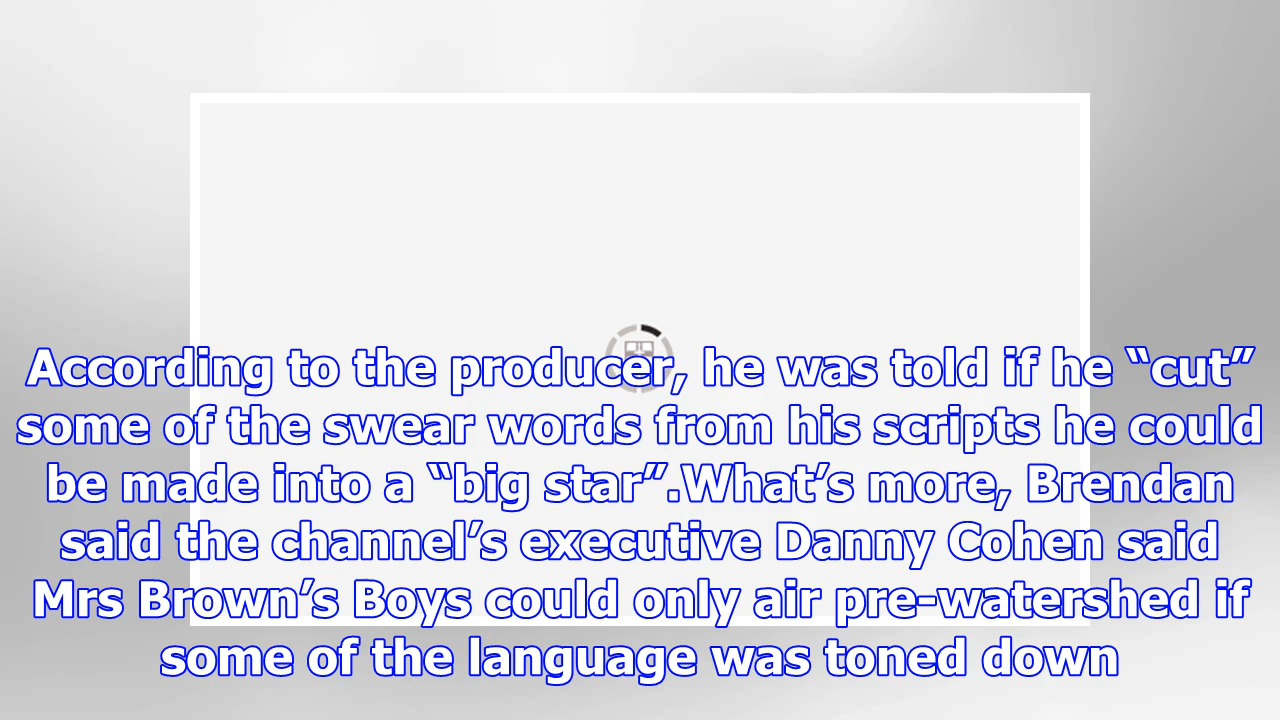 According to the producer, he was told if he “cut”
some of the swear words from his scripts he could
be made into a “big star”.What’s more, Brendan
said the channel’s executive Danny Cohen said
Mrs Brown’s Boys could only air pre-watershed if
some of the language was toned down